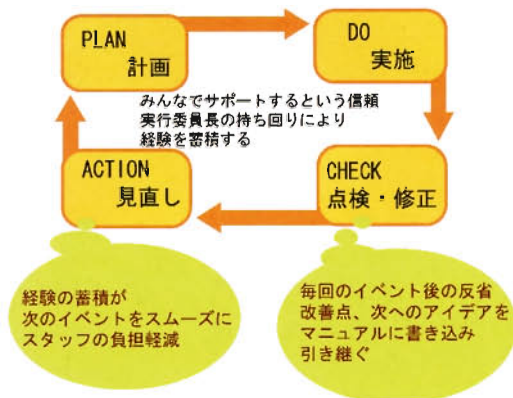 PLAN
計画
DO
実施
みんなでサポートするという信頼
実行委員長の持ち回りにより
経験を蓄積する
ACTION
見直し
CHECK
点検・修正
経験の蓄積が
次のイベントをスムーズに
スタッフの負担軽減
毎回のイベント後の反省
改善点、次へのアイデアを
マニュアルに書き込み
引き継ぐ